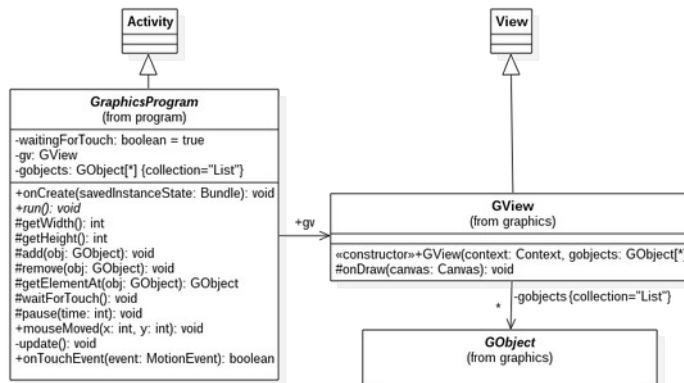 Activity
View
GraphicsProgram
(from program)
-waitingForTouch: boolean = true
-gv: GView
-gobjects: GObject[*] {collection="List"}
+onCreate(savedInstanceState: Bundle): void
+run(): void
#getWidth(): int
#getHeight(): int
#add(obj: GObject): void
#remove(obj: GObject): void
#getElementAt(obj: GObject): GObject
#waitForTouch(): void
#pause(time: int): void
+mouseMoved(x: int, y: int): void
-update(): void
+onTouchEvent(event: MotionEvent): boolean
+gv
GView
(from graphics)
«constructor»+GView(context: Context, gobjects: GObject[*]
#onDraw(canvas: Canvas): void
-gobjects{collection="List"}
*
GObject
(from graphics)